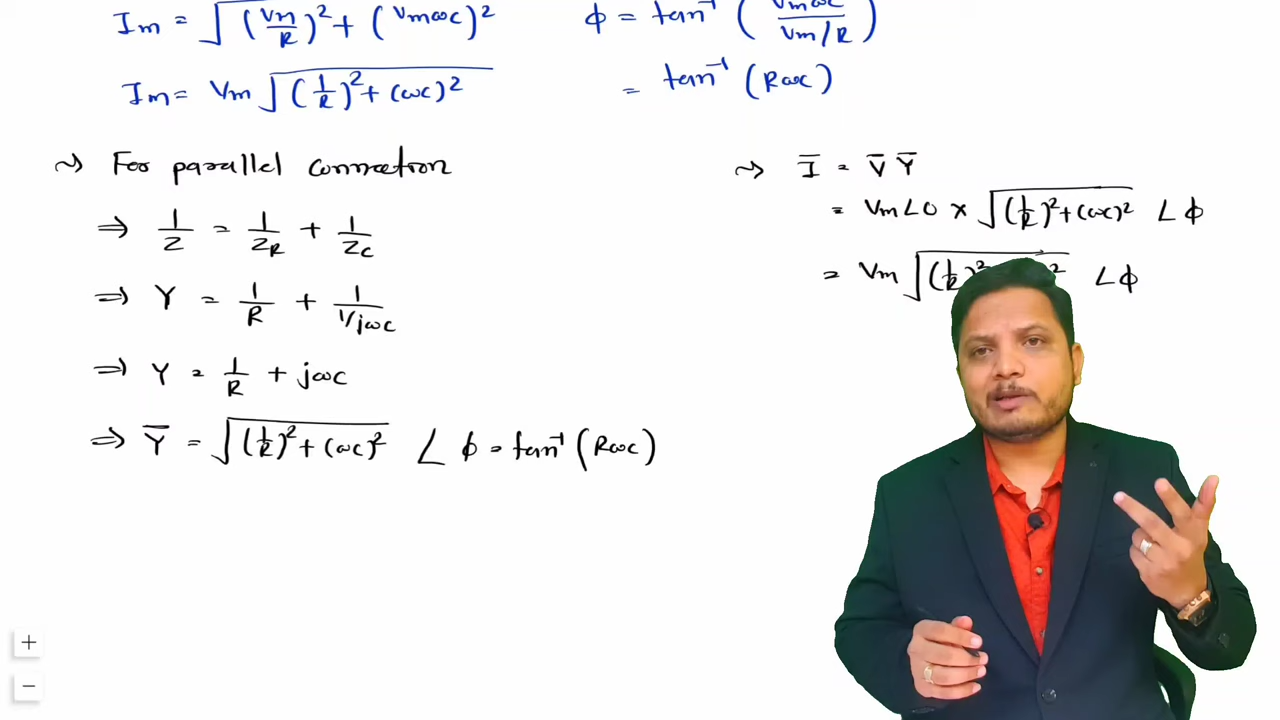 Im = √(Vm/R)² + (Vmωc)²
ϕ = tan⁻¹ (Vmωc / Vm/R)
Im = Vm √(1/R)² + (ωc)²
= tan⁻¹ (Rωc)
~> For parallel Connection
=> 1/Z = 1/ZR + 1/ZC
=> Y = 1/R + 1/1/jωc
=> Y = 1/R + jωc
=> Y̅ = √(1/R)² + (ωc)² ∠ ϕ = tan⁻¹ (Rωc)
~> I̅ = V̅ Y̅
= Vm∠0 × √(1/R)² + (ωc)² ∠ϕ
= Vm √(1/R)² ² ∠ϕ
+
−